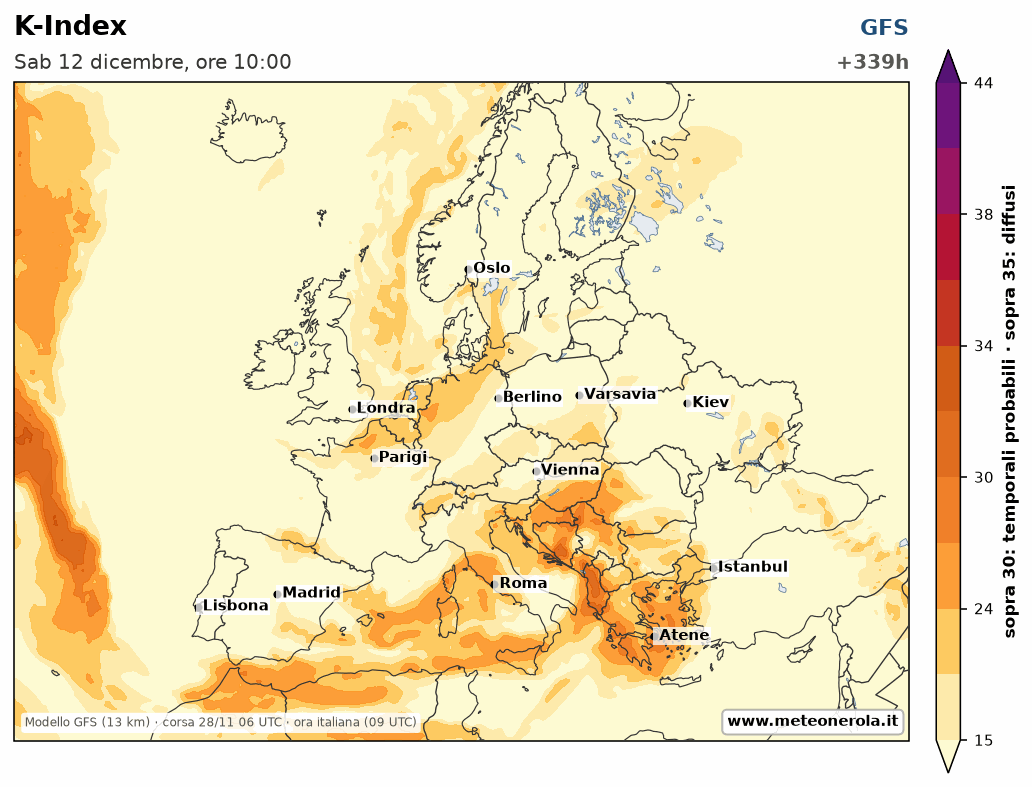 K-Index
GFS
Sab 12 dicembre, ore 10:00
+339h
Oslo
Londra
Berlino
Varsavia
Kiev
Parigi
Vienna
Istanbul
Roma
Madrid
Lisbona
Atene
Modello GFS (13 km) · corsa 28/11 06 UTC · ora italiana (09 UTC)
www.meteonerola.it
44
38
34
30
24
15
sopra 30: temporali probabili · sopra 35: diffusi